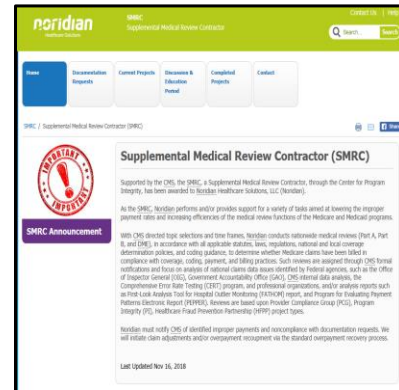 Contact Us | Help
noridian
Healthcare Solutions
SMRC
Supplemental Medical Review Contractor
Search...
Search
Home
Documentation Requests
Current Projects
Discussion & Education Period
Completed Projects
Contact
SMRC / Supplemental Medical Review Contractor (SMRC)
Share
IMPORTANT
IMPORTANT
SMRC Announcement
Supplemental Medical Review Contractor (SMRC)
Supported by the CMS, the SMRC, a Supplemental Medical Review Contractor, through the Center for Program
Integrity, has been awarded to Noridian Healthcare Solutions, LLC (Noridian).
As the SMRC, Noridian performs and/or provides support for a variety of tasks aimed at lowering the improper
payment rates and increasing efficiencies of the medical review functions of the Medicare and Medicaid programs.
With CMS directed topic selections and time frames, Noridian conducts nationwide medical reviews (Part A, Part
B, and DME), in accordance with all applicable statutes, laws, regulations, national and local coverage
determination policies, and coding guidance, to determine whether Medicare claims have been billed in
compliance with coverage, coding, payment, and billing practices. Such reviews are assigned through CMS formal
notifications and focus on analysis of national claims data issues identified by Federal agencies, such as the Office
of Inspector General (OIG), Government Accountability Office (GAO), CMS internal data analysis, the
Comprehensive Error Rate Testing (CERT) program, and professional organizations, and/or analysis reports such
as First-Look Analysis Tool for Hospital Outlier Monitoring (FATHOM) report, and Program for Evaluating Payment
Patterns Electronic Report (PEPPER). Reviews are based upon Provider Compliance Group (PCG), Program
Integrity (PI), Healthcare Fraud Prevention Partnership (HFPP) project types.
Noridian must notify CMS of identified improper payments and noncompliance with documentation requests. We
will initiate claim adjustments and/or overpayment recoupment via the standard overpayment recovery process.
Last Updated Nov 16, 2018